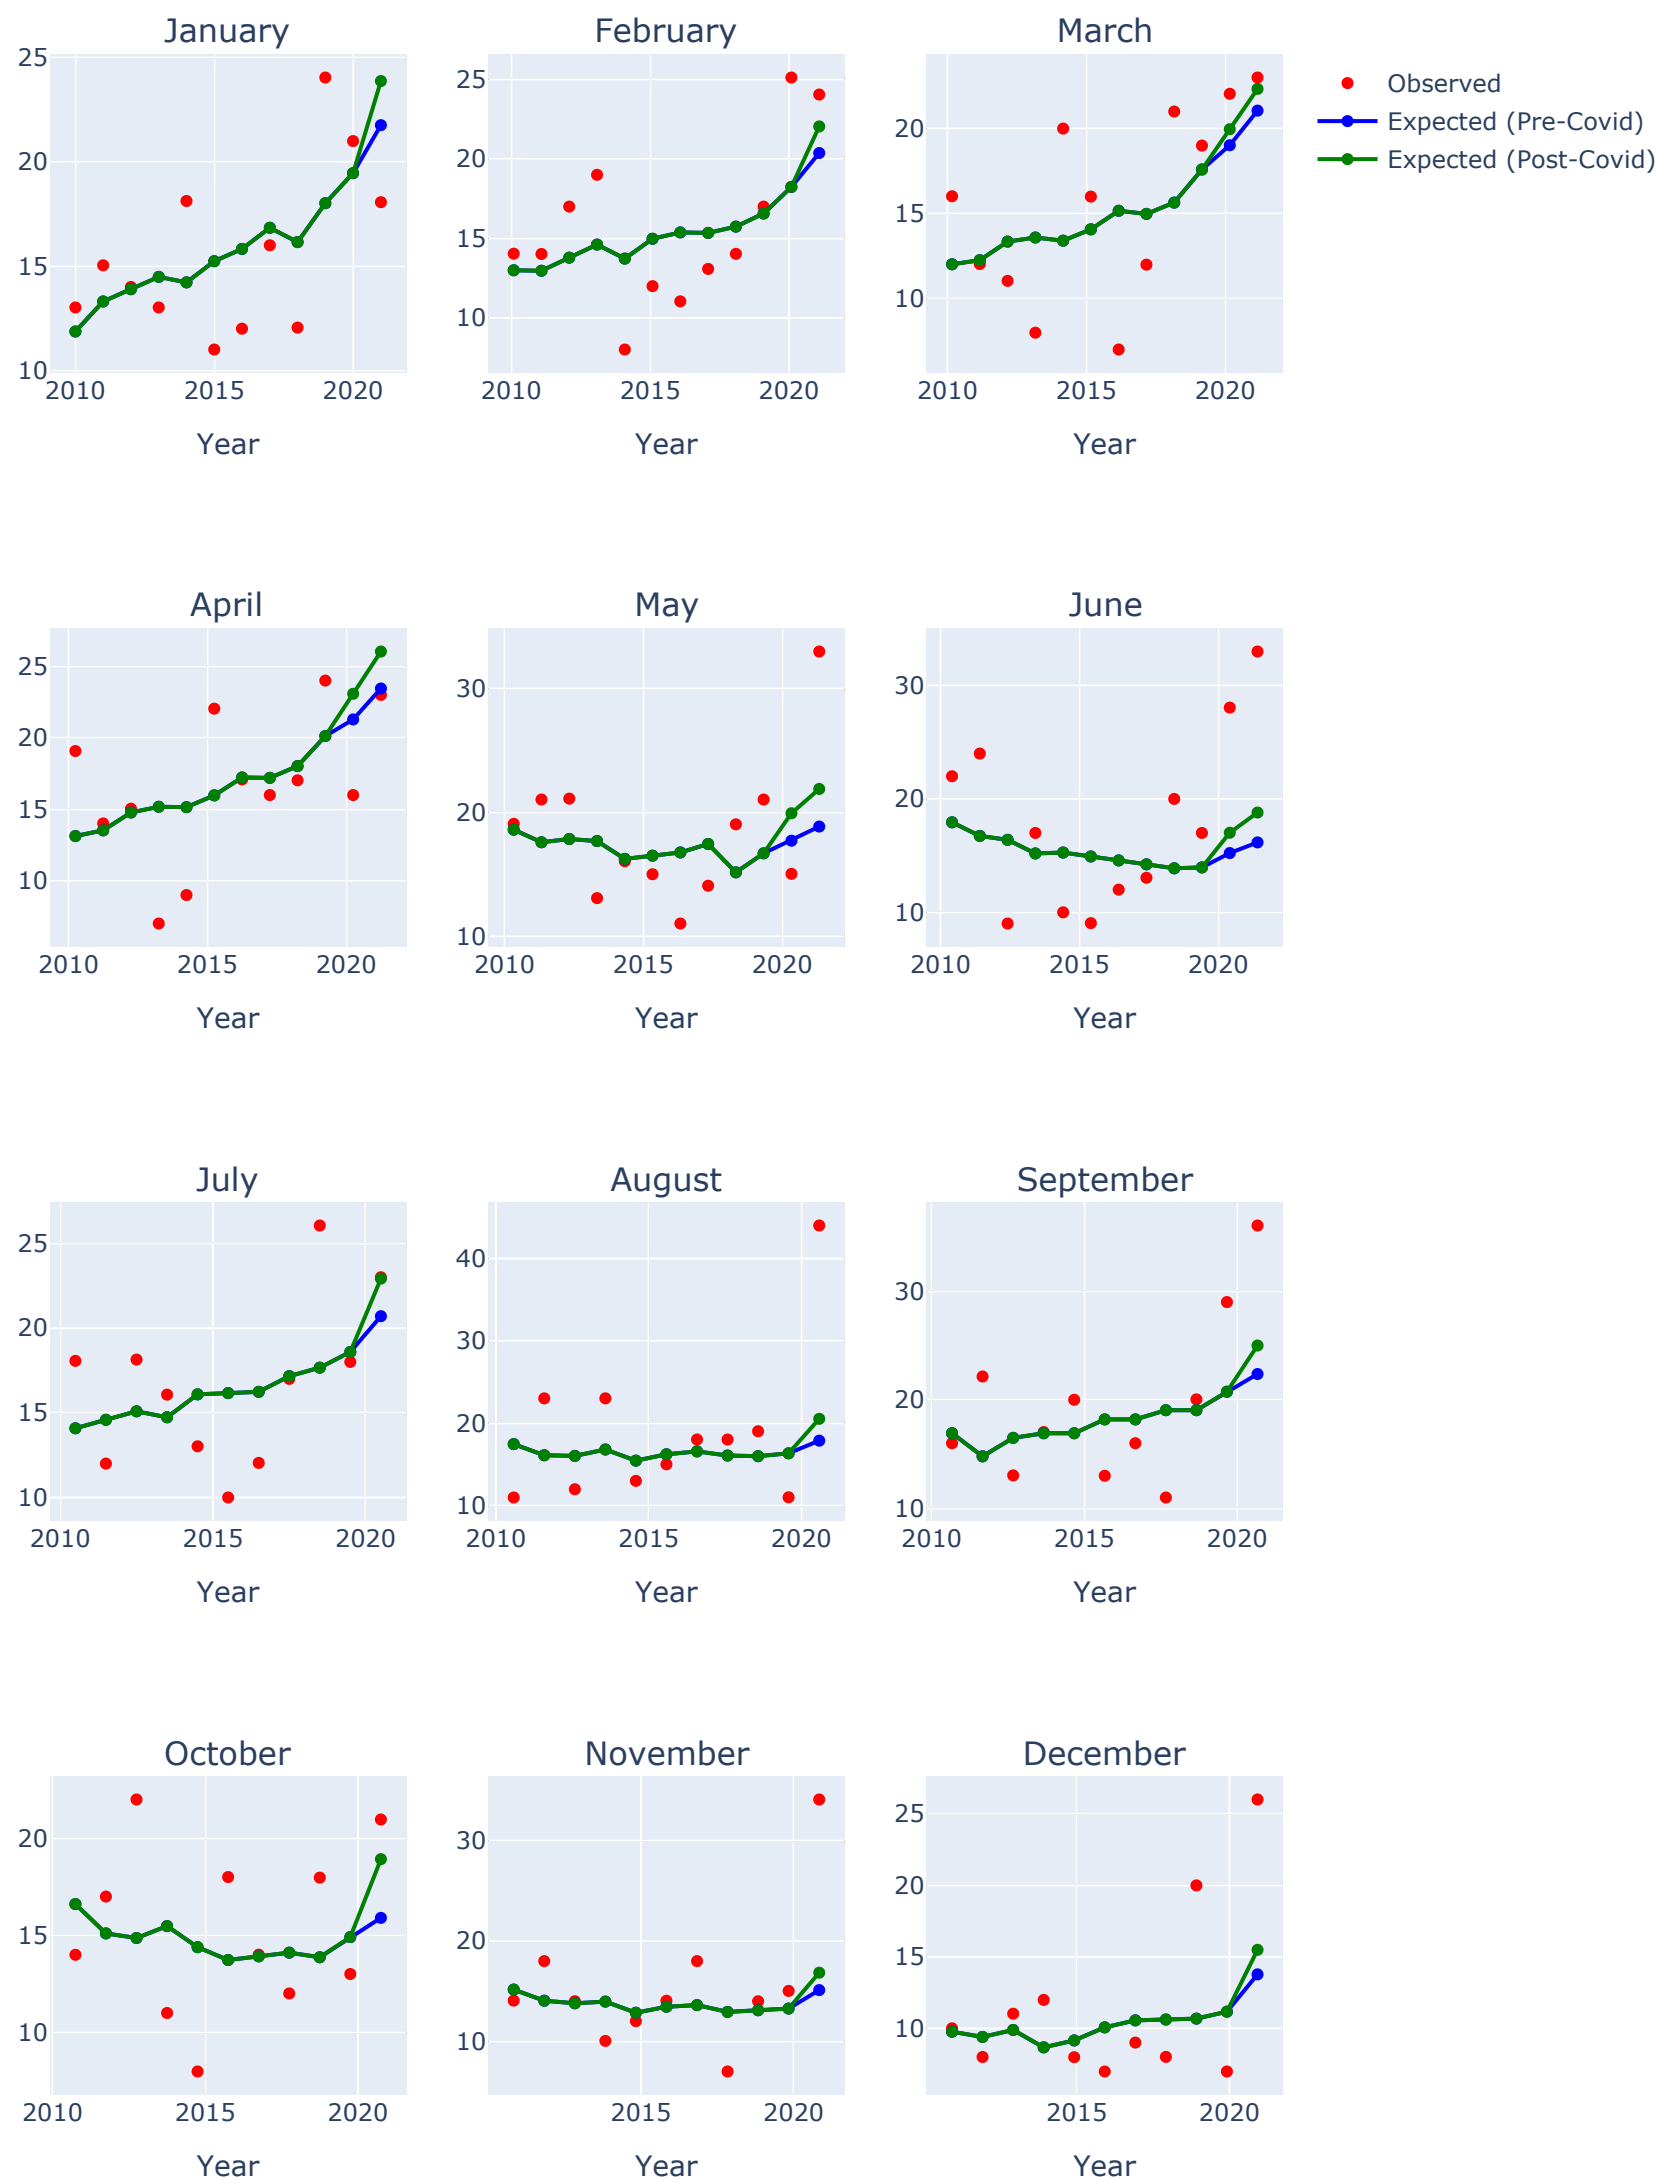 January February March
25
20
15
10
2010 2015 2020
Year
25
20
15
10
2010 2015 2020
Year
20
15
10
2010 2015 2020
Year
Observed
Expected (Pre-Covid)
Expected (Post-Covid)
April May June
25
20
15
10
2010 2015 2020
Year
30
20
10
2010 2015 2020
Year
30
20
10
2010 2015 2020
Year
July August September
25
20
15
10
2010 2015 2020
Year
40
30
20
10
2010 2015 2020
Year
30
20
10
2010 2015 2020
Year
October November December
20
15
10
2010 2015 2020
Year
30
20
10
2015 2020
Year
25
20
15
10
2015 2020
Year